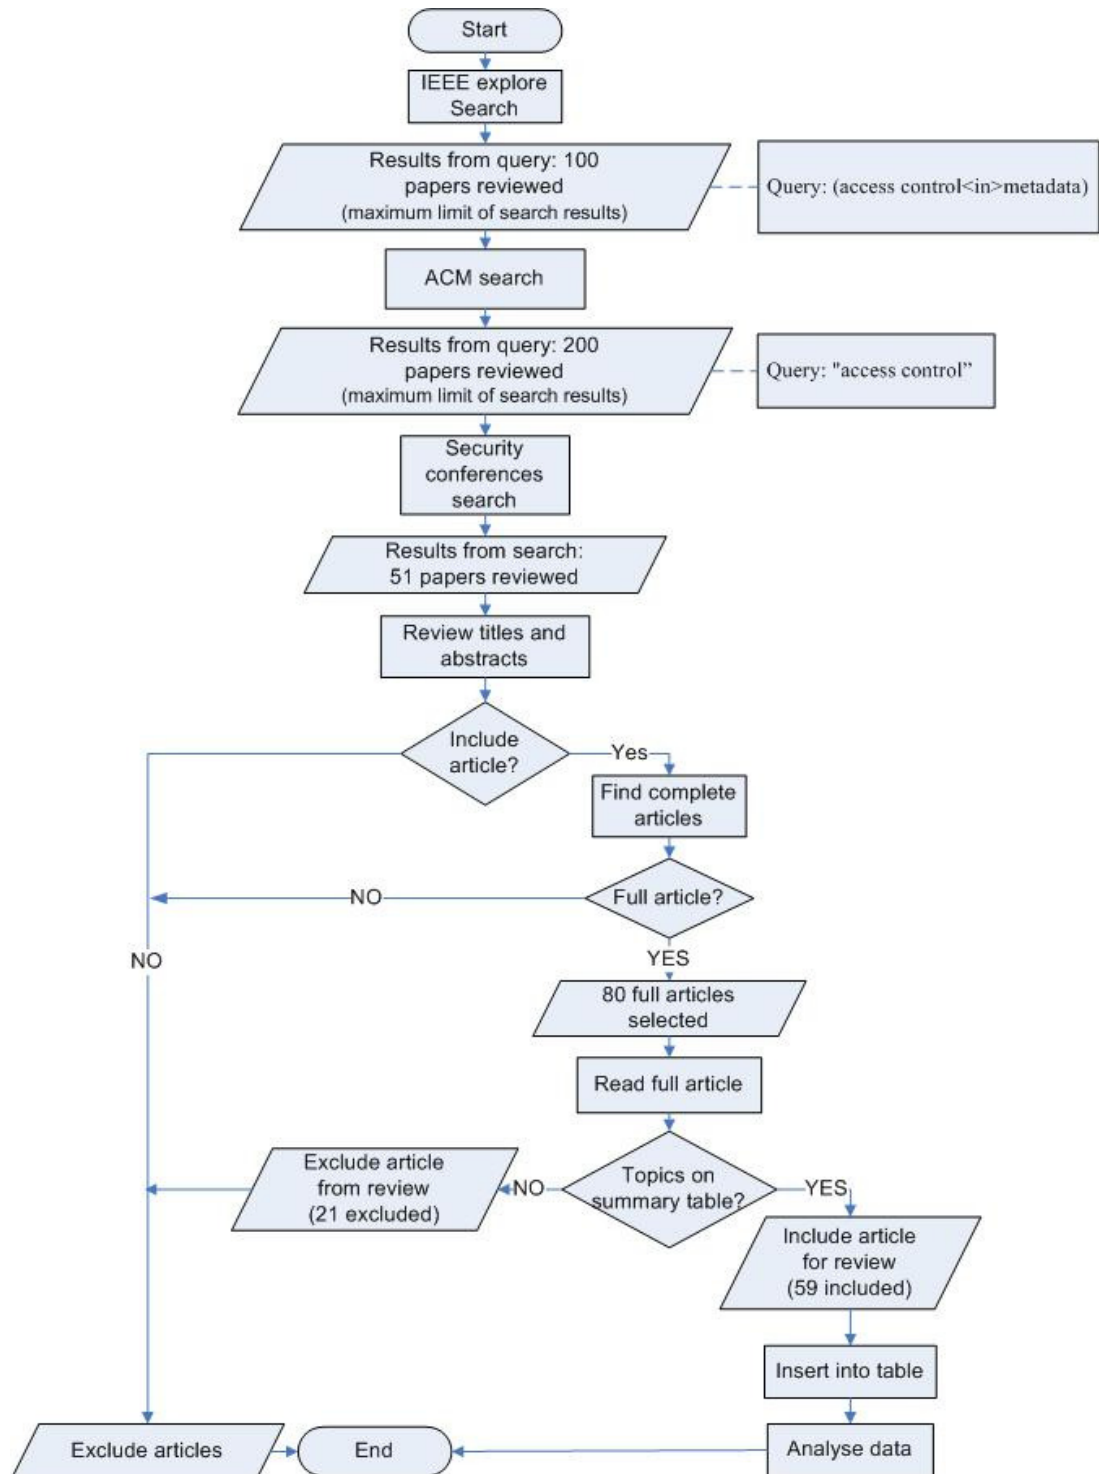 Start
IEEE explore
Search
Results from query: 100
papers reviewed
(maximum limit of search results)
Query: (access control<in>metadata)
ACM search
Results from query: 200
papers reviewed
(maximum limit of search results)
Query: "access control”
Security
conferences
search
Results from search:
51 papers reviewed
Review titles and
abstracts
Include
article?
Yes
Find complete
articles
Full article?
NO
NO
YES
80 full articles
selected
Read full article
Topics on
summary table?
NO
Exclude article
from review
(21 excluded)
YES
Include article
for review
(59 included)
Insert into table
Analyse data
Exclude articles
End